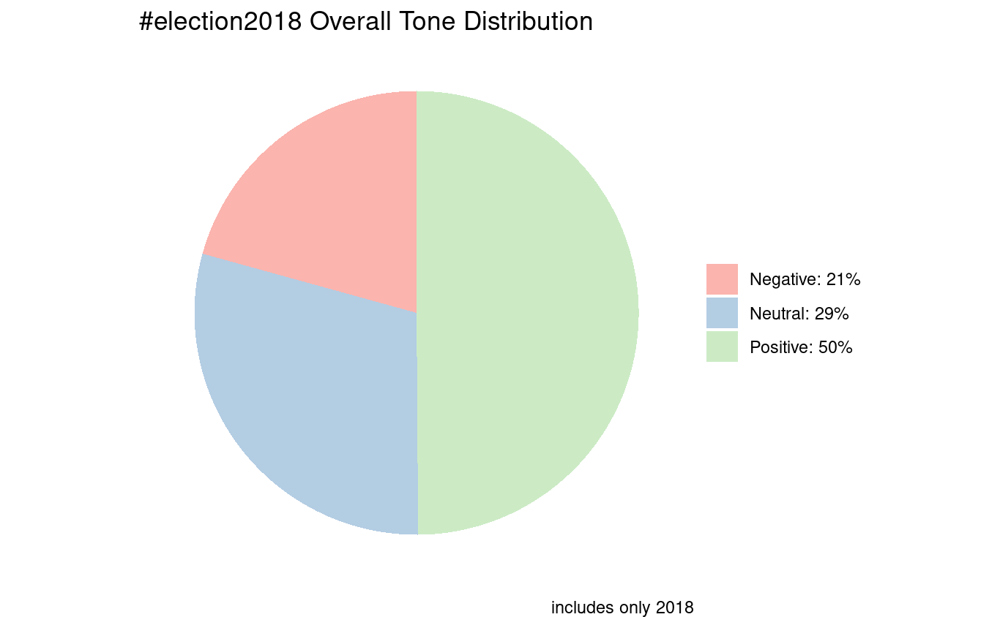 #election2018 Overall Tone Distribution
Negative: 21%
Neutral: 29%
Positive: 50%
includes only 2018